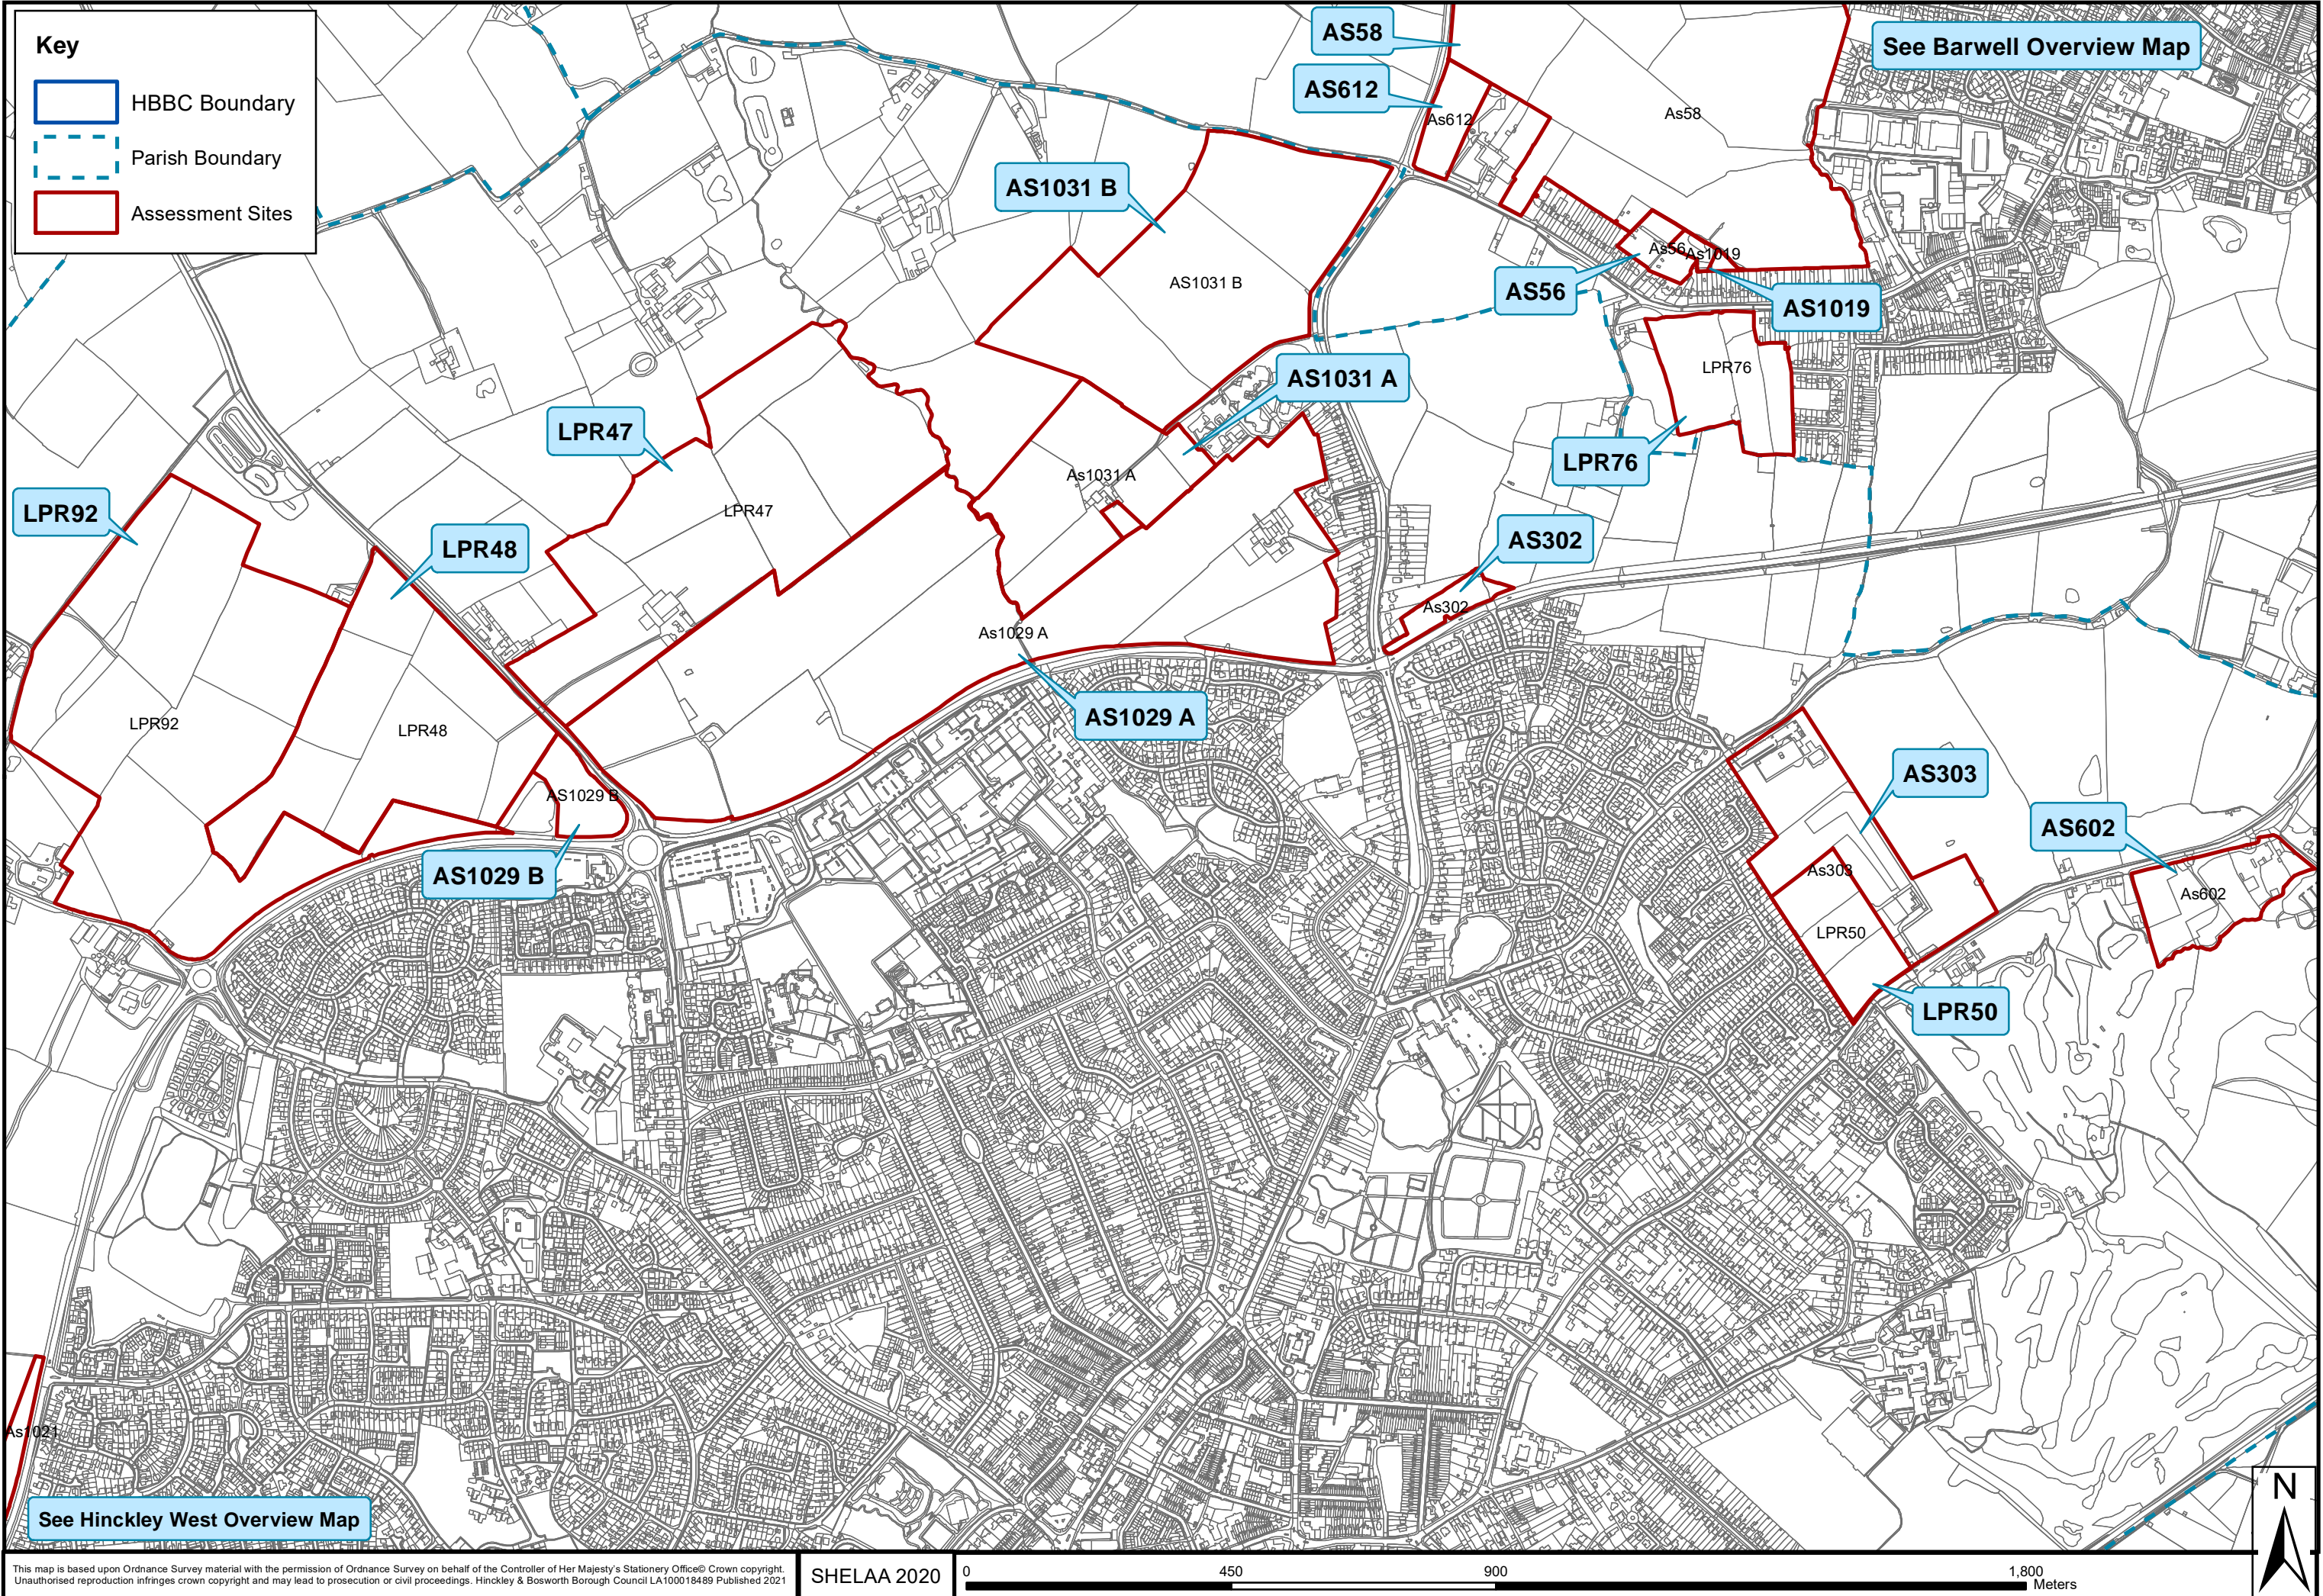 Key
HBBC Boundary
Parish Boundary
Assessment Sites
AS58
See Barwell Overview Map
AS612
As612
As58
AS1031 B
As56
As1019
AS56
AS1019
AS1031 B
AS1031 A
LPR76
LPR47
LPR76
As1031 A
LPR47
LPR92
LPR48
AS302
As302
As1029 A
AS1029 A
LPR92
LPR48
AS1029 B
AS303
AS602
AS1029 B
As303
As602
LPR50
LPR50
As1021
See Hinckley West Overview Map
N
This map is based upon Ordnance Survey material with the permission of Ordnance Survey on behalf of the Controller of Her Majesty's Stationery Office© Crown copyright.
Unauthorised reproduction infringes crown copyright and may lead to prosecution or civil proceedings. Hinckley & Bosworth Borough Council LA100018489 Published 2021
SHELAA 2020
0 450 900 1,800
Meters